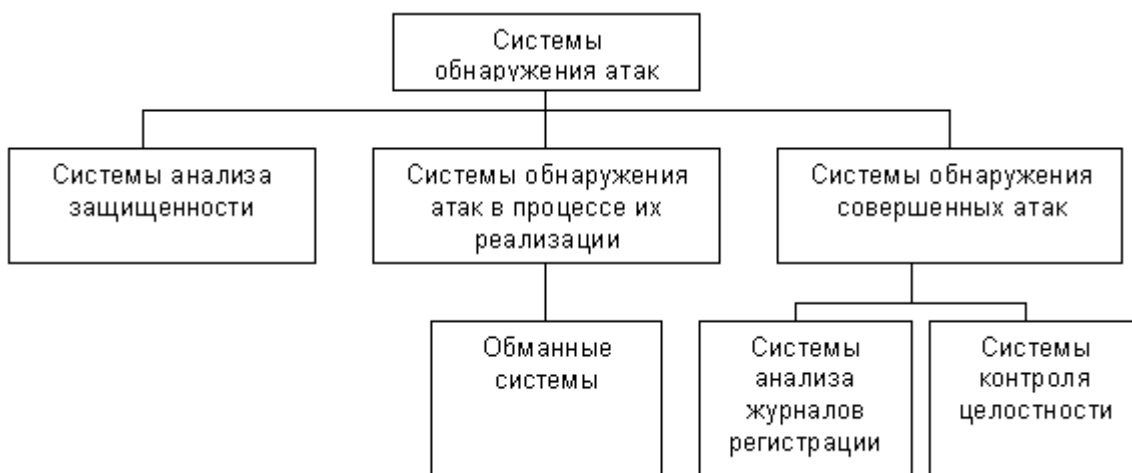 Системы
обнаружения атак
Системы анализа
защищенности
Системы обнаружения
атак в процессе их
реализации
Системы обнаружения
совершенных атак
Обманные
системы
Системы
анализа
журналов
регистрации
Системы
контроля
целостности